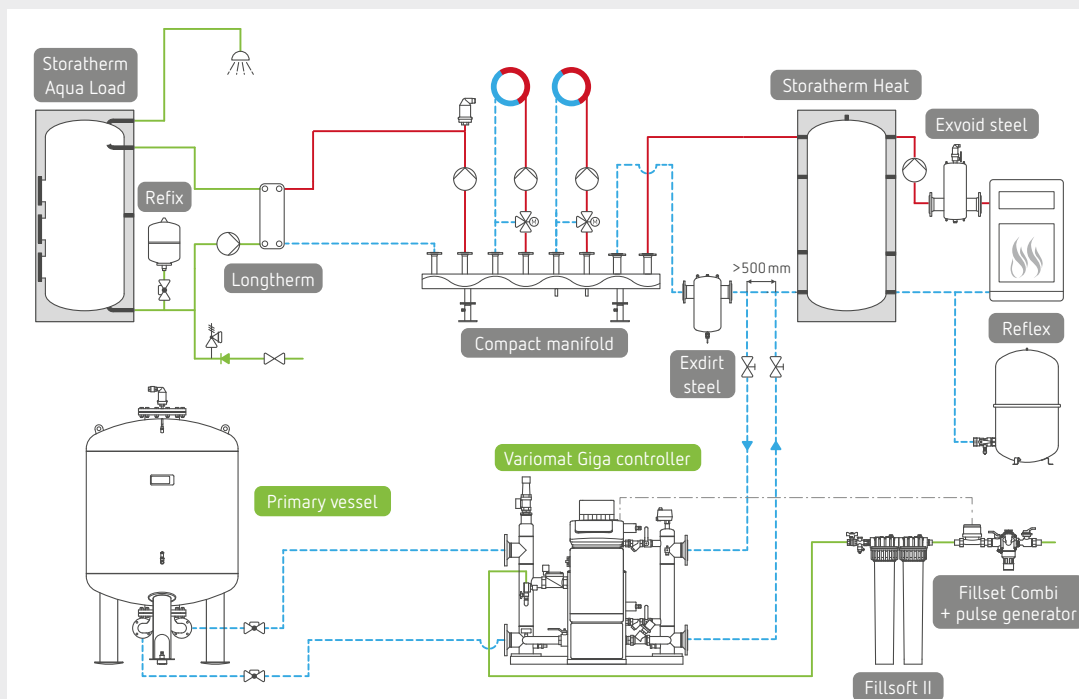 Storatherm
Aqua Load
Storatherm Heat
Exvoid steel
Refix
M
M
Longtherm
>500 mm
Compact manifold
Exdirt
steel
Reflex
Variomat Giga controller
Primary vessel
Fillset Combi
+ pulse generator
Fillsoft II